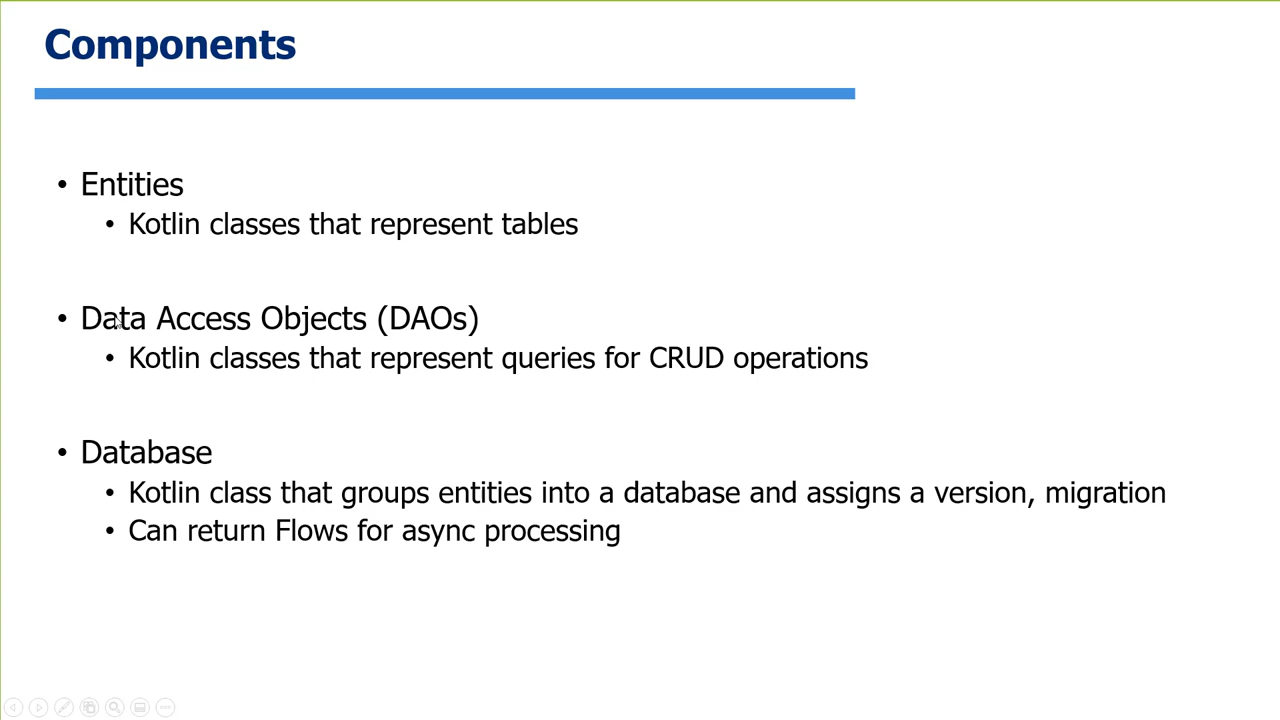 Components
• Entities
• Kotlin classes that represent tables
• Data Access Objects (DAOs)
• Kotlin classes that represent queries for CRUD operations
• Database
• Kotlin class that groups entities into a database and assigns a version, migration
• Can return Flows for async processing